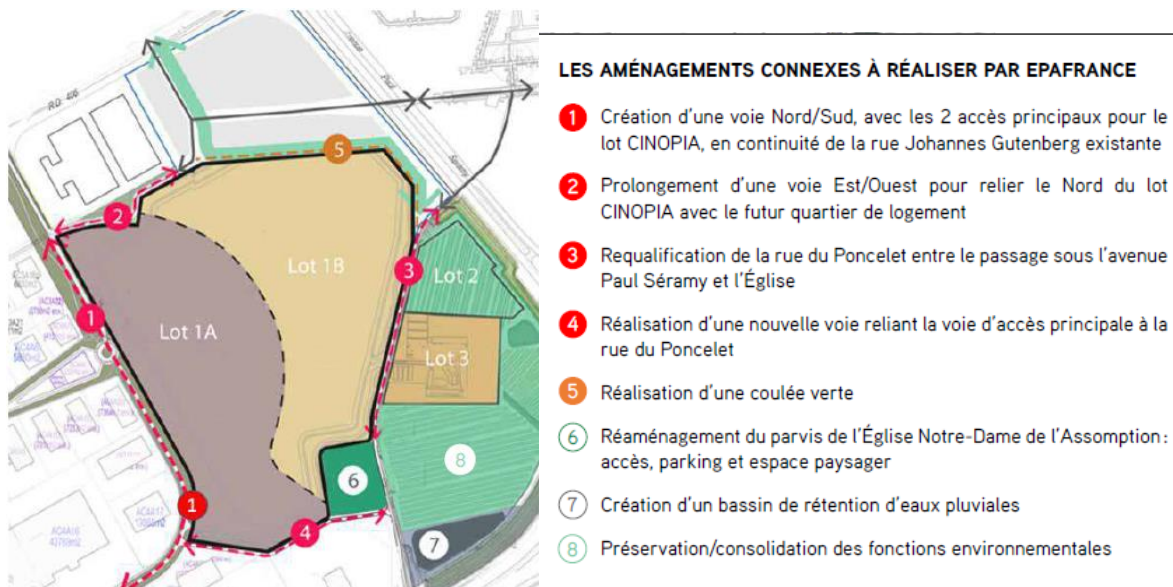 RD. 406
5
2
Lot 1B
3
Lot 2
1
Lot 1A
Lot 3
6
8
1
4
7
LES AMÉNAGEMENTS CONNEXES À RÉALISER PAR EPAFRANCE
1 Création d'une voie Nord/Sud, avec les 2 accès principaux pour le
lot CINOPIA, en continuité de la rue Johannes Gutenberg existante
2 Prolongement d'une voie Est/Ouest pour relier le Nord du lot
CINOPIA avec le futur quartier de logement
3 Requalification de la rue du Poncelet entre le passage sous l'avenue
Paul Séramy et l'Église
4 Réalisation d'une nouvelle voie reliant la voie d'accès principale à la
rue du Poncelet
5 Réalisation d'une coulée verte
6 Réaménagement du parvis de l'Église Notre-Dame de l'Assomption :
accès, parking et espace paysager
7 Création d'un bassin de rétention d'eaux pluviales
8 Préservation/consolidation des fonctions environnementales